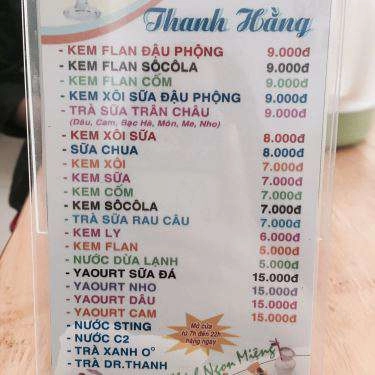 Thanh Hằng
- KEM FLAN ĐẬU PHỘNG 9.000đ
- KEM FLAN SÔCÔLA 9.000đ
- KEM FLAN CỐM 9.000đ
- KEM XÔI SỮA ĐẬU PHỘNG 9.000đ
- TRÀ SỮA TRÂN CHÂU 9.000đ
(Dâu, Cam, Bạc Hà, Môn, Me, Nho)
- KEM XÔI SỮA 8.000đ
- SỮA CHUA 8.000đ
- KEM XÔI 7.000đ
- KEM SỮA 7.000đ
- KEM CỐM 7.000đ
- KEM SÔCÔLA 7.000đ
- TRÀ SỮA RAU CÂU 7.000đ
- KEM LY 6.000đ
- KEM FLAN 5.000đ
- NƯỚC DỪA LẠNH 5.000đ
- YAOURT SỮA ĐÁ 15.000đ
- YAOURT NHO 15.000đ
- YAOURT DÂU 15.000đ
- YAOURT CAM 15.000đ
- NƯỚC STING
- NƯỚC C2
- TRÀ XANH O°
- TRÀ DR.THANH
Mở cửa
từ 7h đến 22h
hằng ngày
Ngon Miệng